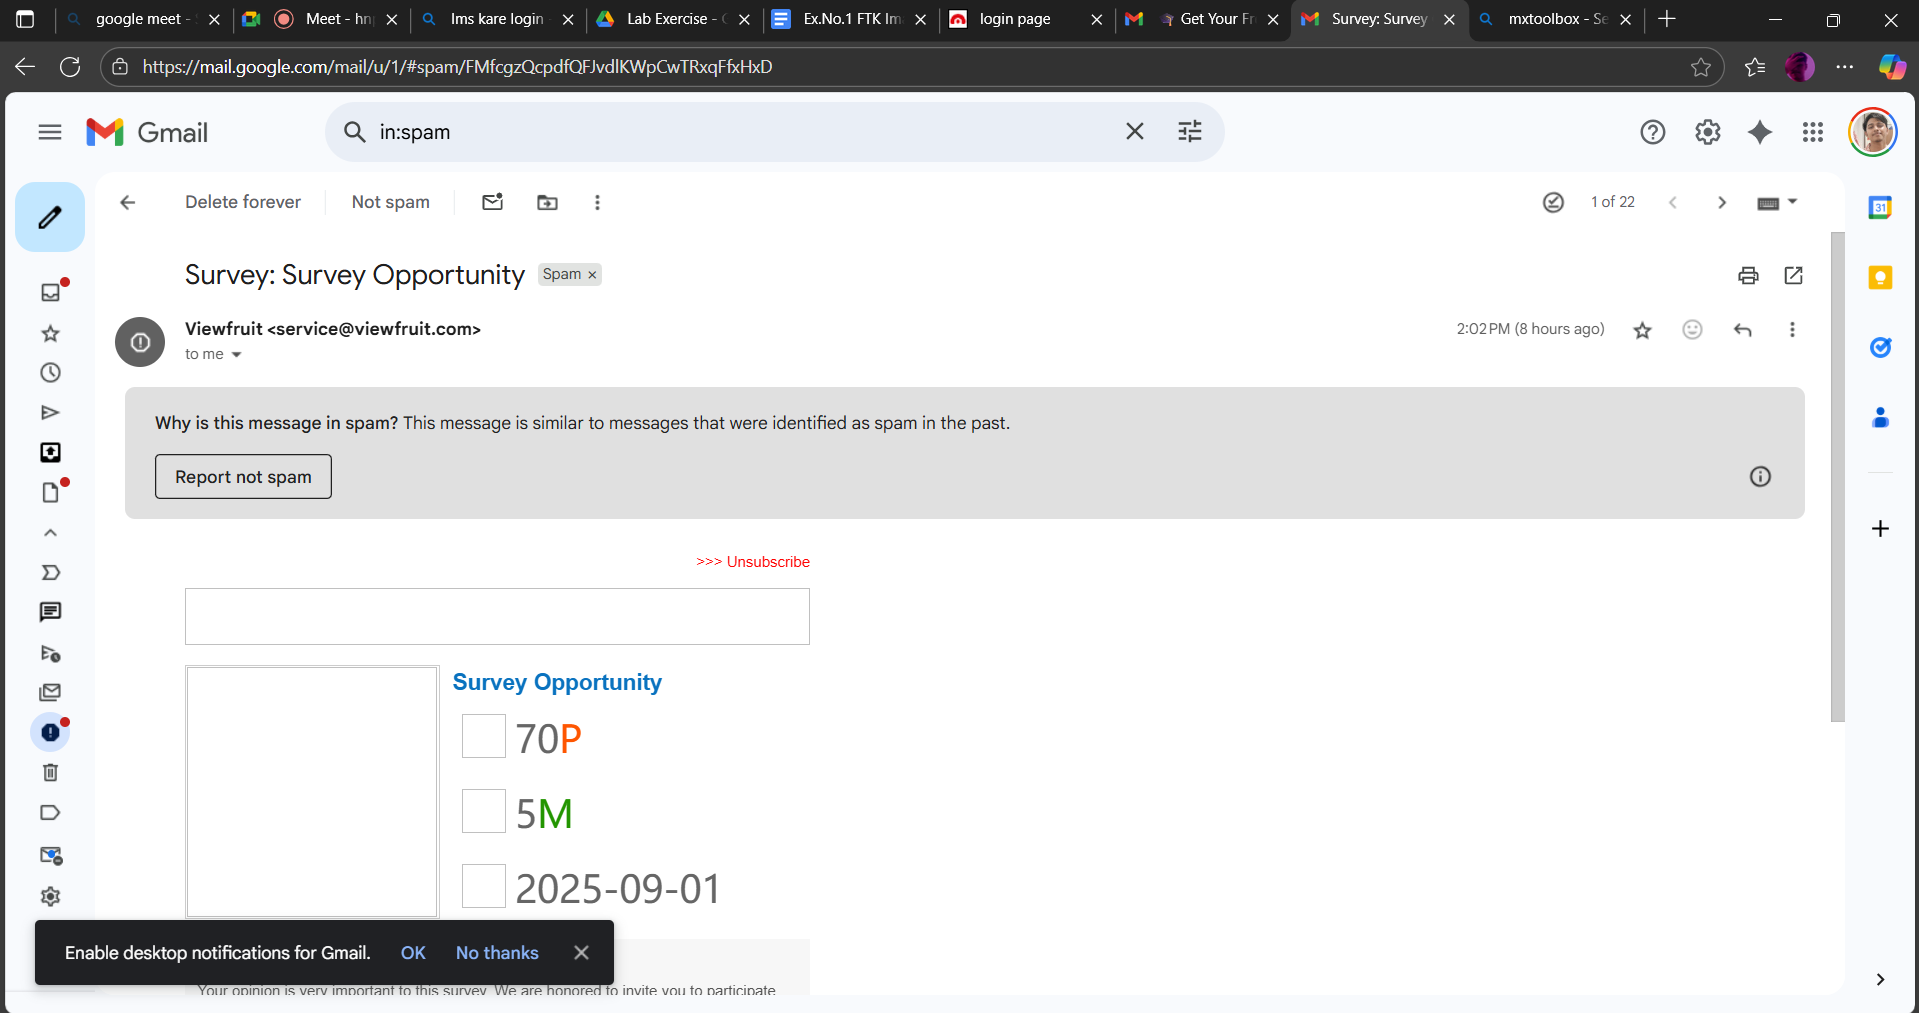 google meet -
Meet - hn
lms kare login
Lab Exercise -
Ex.No.1 FTK Im
login page
Get Your Fr
Survey: Survey
mxtoolbox - Se
https://mail.google.com/mail/u/1/#spam/FMfcgzQcpdfQFJvdlKWpCwTRxqFfxHxD
Gmail
in:spam
Delete forever
Not spam
1 of 22
31
Survey: Survey Opportunity
Spam ×
Viewfruit <service@viewfruit.com>
2:02 PM (8 hours ago)
to me
Why is this message in spam? This message is similar to messages that were identified as spam in the past.
Report not spam
>>> Unsubscribe
Survey Opportunity
70P
5M
2025-09-01
Enable desktop notifications for Gmail. OK No thanks
Your opinion is very important to this survey. We are honored to invite you to participate